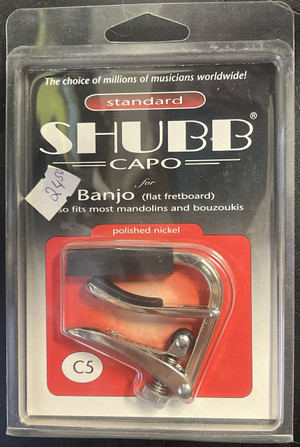 The choice of millions of musicians worldwide!
standard
SHUBB®
CAPO
for
Banjo (flat fretboard)
so fits most mandolins and bouzoukis
polished nickel
C5